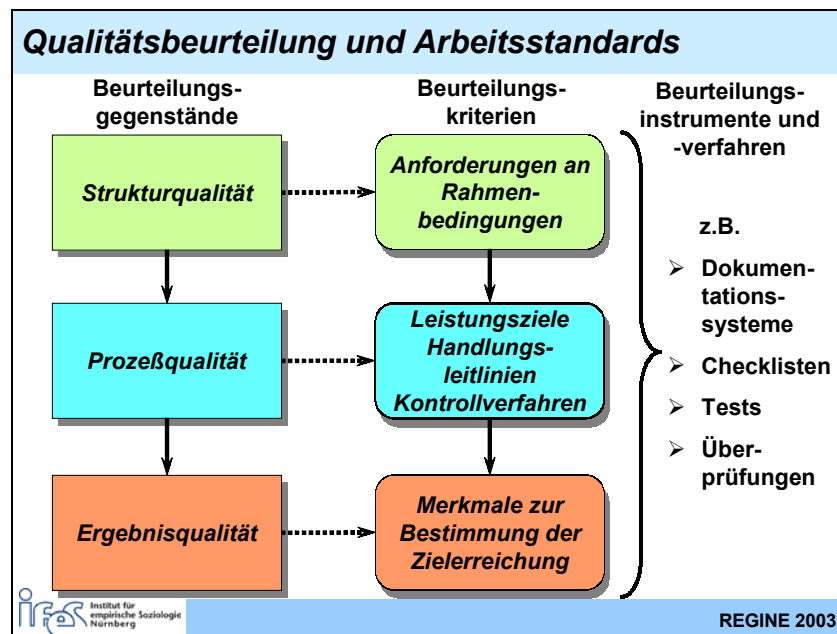 Qualitätsbeurteilung und Arbeitsstandards
Beurteilungs-
gegenstände
Beurteilungs-
kriterien
Beurteilungs-
instrumente und
-verfahren
Strukturqualität
Anforderungen an
Rahmen-
bedingungen
Prozeßqualität
Leistungsziele
Handlungs-
leitlinien
Kontrollverfahren
Ergebnisqualität
Merkmale zur
Bestimmung der
Zielerreichung
z.B.
➢ Dokumen-
tations-
systeme
➢ Checklisten
➢ Tests
➢ Über-
prüfungen
ifes
Institut für
empirische Soziologie
Nürnberg
REGINE 2003